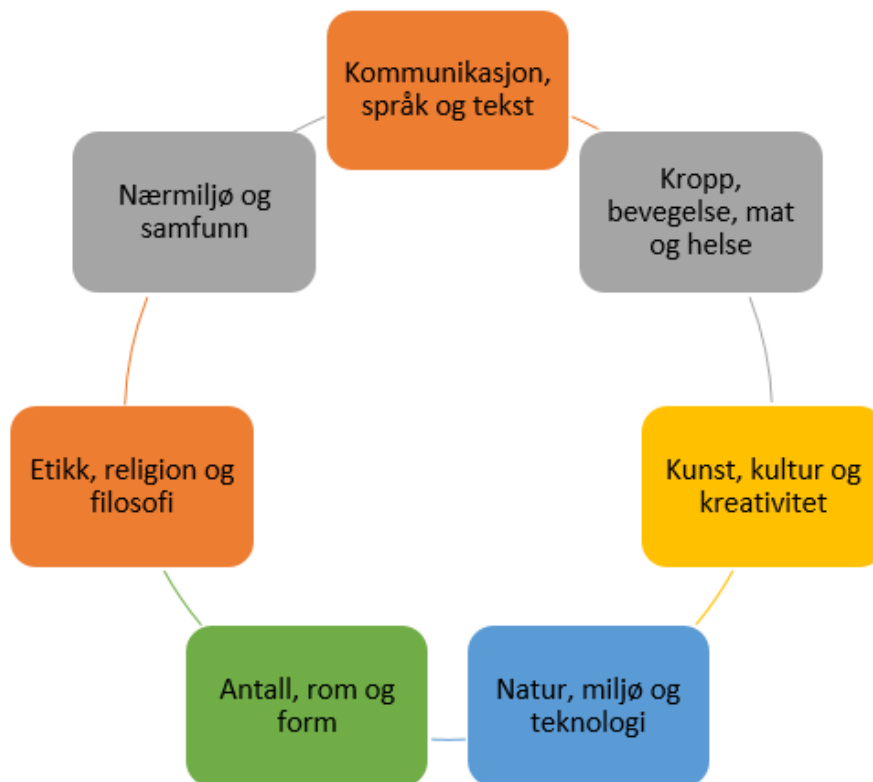 Kommunikasjon,
språk og tekst
Kropp,
bevegelse, mat
og helse
Kunst, kultur og
kreativitet
Natur, miljø og
teknologi
Antall, rom og
form
Etikk, religion og
filosofi
Nærmiljø og
samfunn